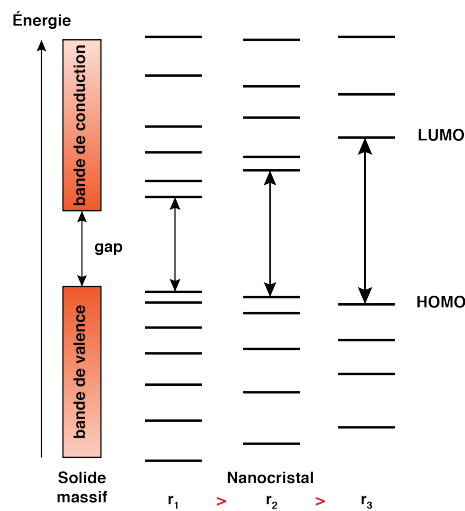 Énergie
bande de conduction
LUMO
gap
HOMO
bande de valence
Solide
massif
Nanocristal
r1 > r2 > r3